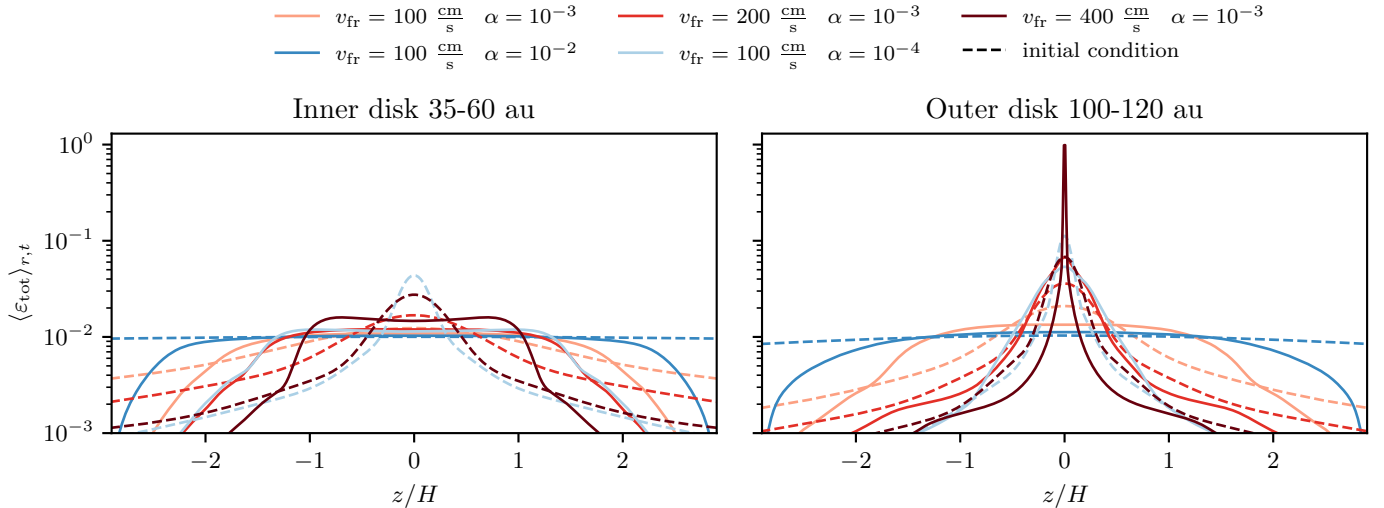 v_fr = 100 cm/s α = 10^−3
v_fr = 200 cm/s α = 10^−3
v_fr = 400 cm/s α = 10^−3
v_fr = 100 cm/s α = 10^−2
v_fr = 100 cm/s α = 10^−4
initial condition
Inner disk 35-60 au
Outer disk 100-120 au
⟨ε_tot⟩_r,t
10^0
10^−1
10^−2
10^−3
−2 −1 0 1 2
−2 −1 0 1 2
z/H
z/H